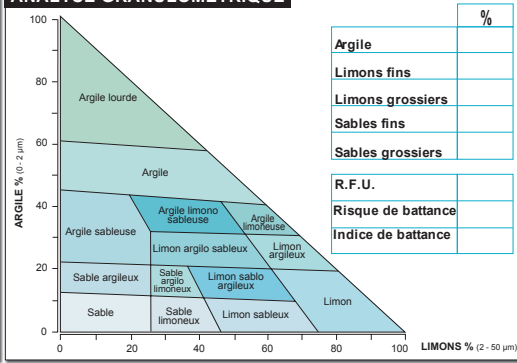 ANALYSE GRANULOMÉTRIQUE
%
Argile
Limons fins
Limons grossiers
Sables fins
Sables grossiers
R.F.U.
Risque de battance
Indice de battance
ARGILE % (0 - 2 µm)
100
80
60
40
20
0
Argile lourde
Argile
Argile sableuse
Argile limono
sableuse
Argile
limoneuse
Limon argilo sableux
Limon
argileux
Sable argileux
Sable
argilo
limoneux
Limon sablo
argileux
Limon
Sable
Sable
limoneux
Limon sableux
0
20
40
60
80
100
LIMONS % (2 - 50 µm)